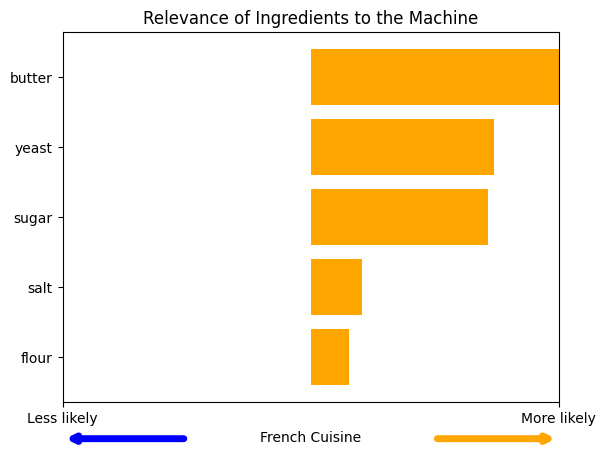 Relevance of Ingredients to the Machine
butter
yeast
sugar
salt
flour
Less likely
More likely
French Cuisine